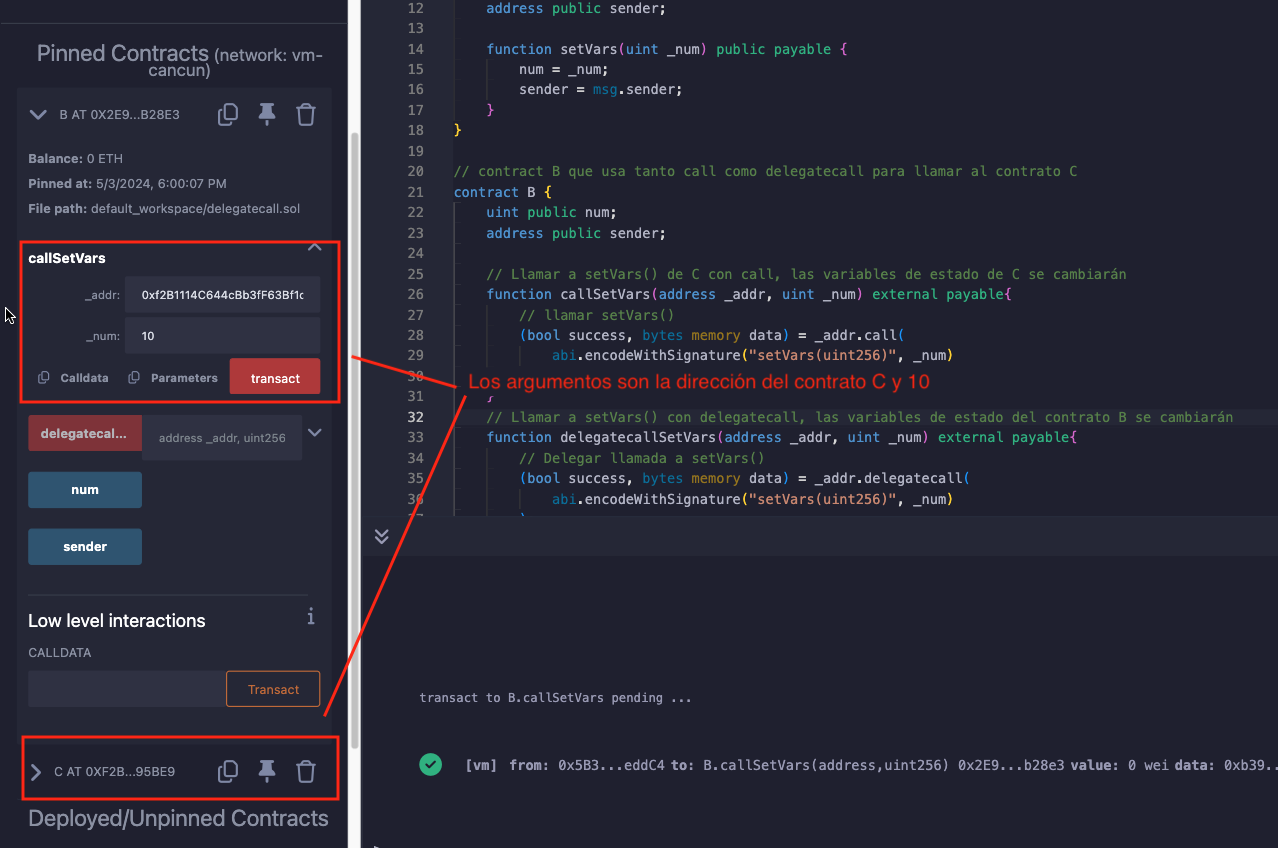 Pinned Contracts (network: vm-
cancun)
B AT 0X2E9...B28E3
Balance: 0 ETH
Pinned at: 5/3/2024, 6:00:07 PM
File path: default_workspace/delegatecall.sol
callSetVars
_addr: 0xf2B1114C644cBb3fF63Bf1c
_num: 10
Calldata Parameters transact
delegatecal... address _addr, uint256
num
sender
Low level interactions i
CALLDATA
Transact
C AT 0XF2B...95BE9
Deployed/Unpinned Contracts
12 address public sender;
13
14 function setVars(uint _num) public payable {
15 num = _num;
16 sender = msg.sender;
17 }
18 }
19
20 // contract B que usa tanto call como delegatecall para llamar al contrato C
21 contract B {
22 uint public num;
23 address public sender;
24
25 // Llamar a setVars() de C con call, las variables de estado de C se cambiarán
26 function callSetVars(address _addr, uint _num) external payable{
27 // llamar setVars()
28 (bool success, bytes memory data) = _addr.call(
29 abi.encodeWithSignature("setVars(uint256)", _num)
30
Los argumentos son la dirección del contrato C y 10
31 }
32 // Llamar a setVars() con delegatecall, las variables de estado del contrato B se cambiarán
33 function delegatecallSetVars(address _addr, uint _num) external payable{
34 // Delegar llamada a setVars()
35 (bool success, bytes memory data) = _addr.delegatecall(
36 abi.encodeWithSignature("setVars(uint256)", _num)
transact to B.callSetVars pending ...
[vm] from: 0x5B3...eddC4 to: B.callSetVars(address,uint256) 0x2E9...b28e3 value: 0 wei data: 0xb39..